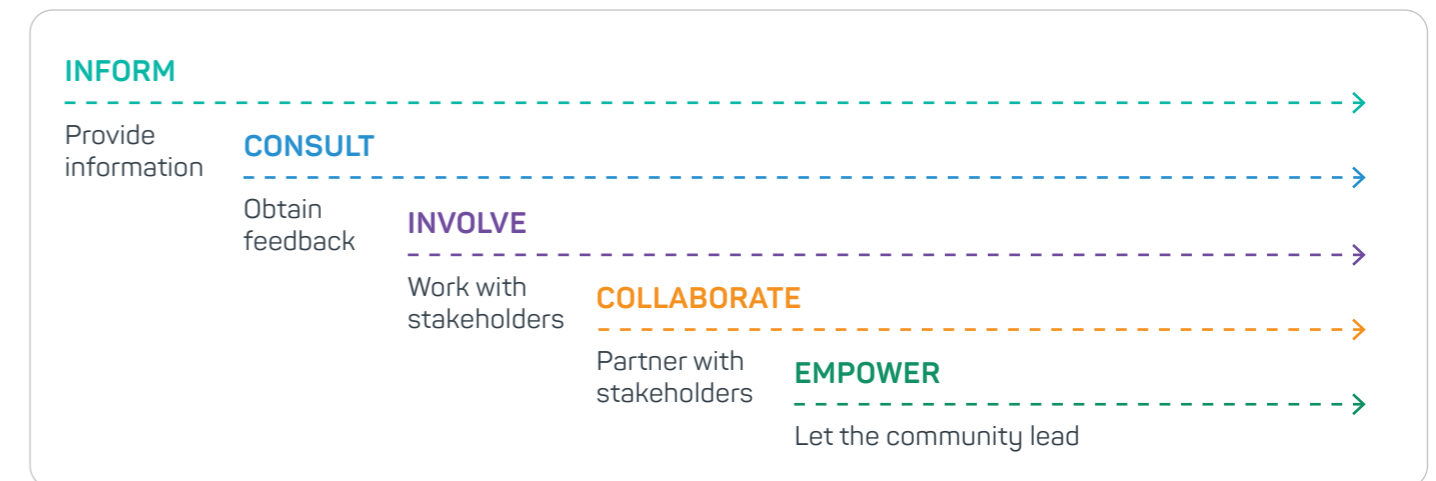 INFORM
Provide
information
CONSULT
Obtain
feedback
INVOLVE
Work with
stakeholders
COLLABORATE
Partner with
stakeholders
EMPOWER
Let the community lead